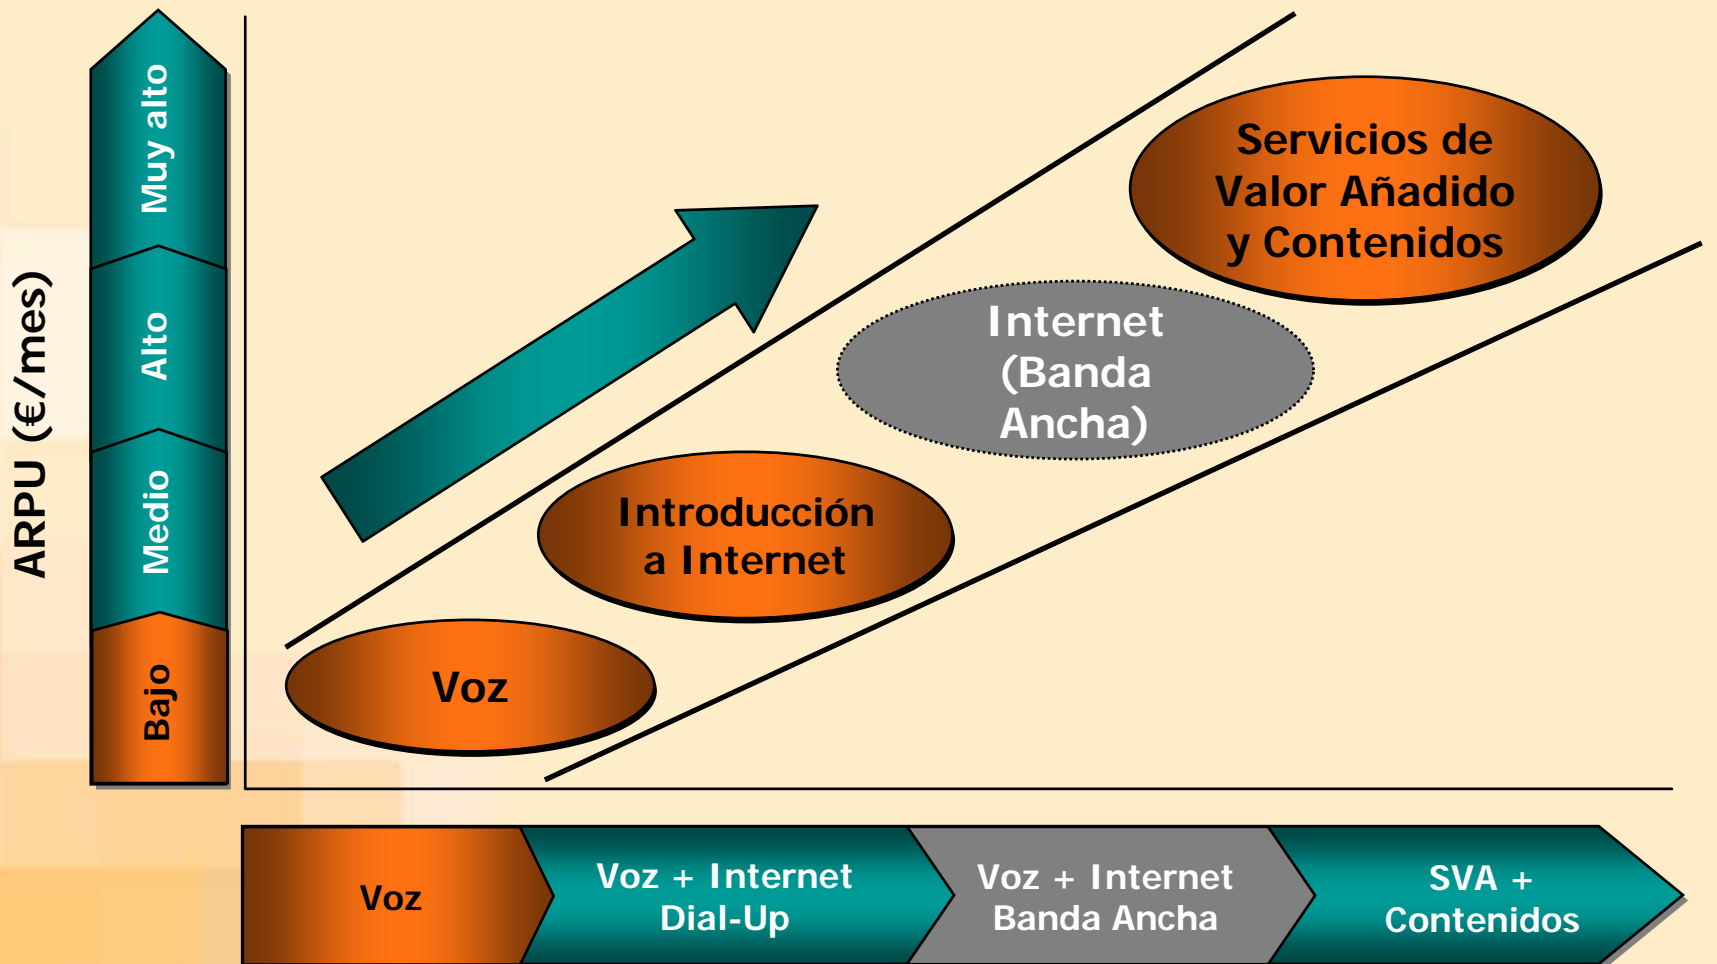 ARPU (€/mes)
Muy alto
Alto
Medio
Bajo
Servicios de
Valor Añadido
y Contenidos
Internet
(Banda
Ancha)
Introducción
a Internet
Voz
Voz
Voz + Internet
Dial-Up
Voz + Internet
Banda Ancha
SVA +
Contenidos